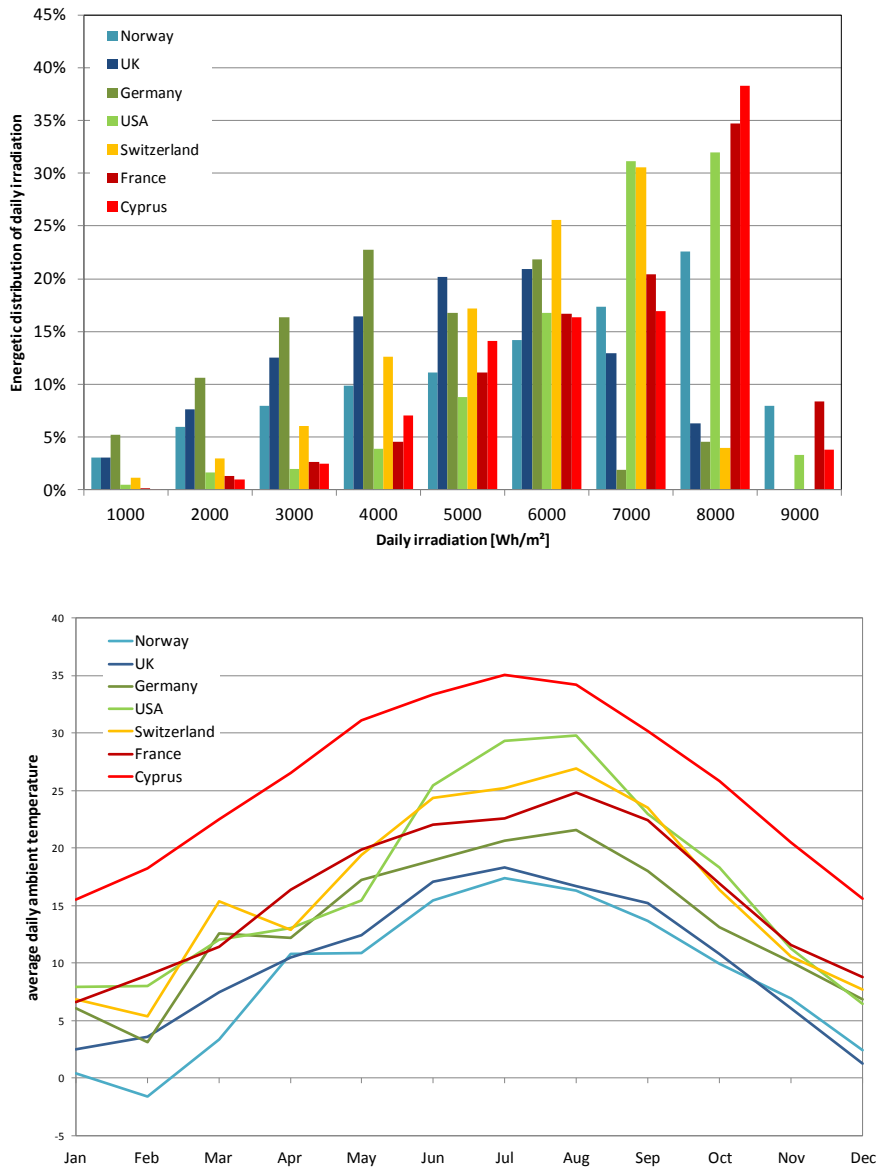 45%
40%
35%
30%
25%
20%
15%
10%
5%
0%
Energetic distribution of daily irradiation
Norway
UK
Germany
USA
Switzerland
France
Cyprus
1000 2000 3000 4000 5000 6000 7000 8000 9000
Daily irradiation [Wh/m²]
40
35
30
25
20
15
10
5
0
-5
average daily ambient temperature
Norway
UK
Germany
USA
Switzerland
France
Cyprus
Jan Feb Mar Apr May Jun Jul Aug Sep Oct Nov Dec